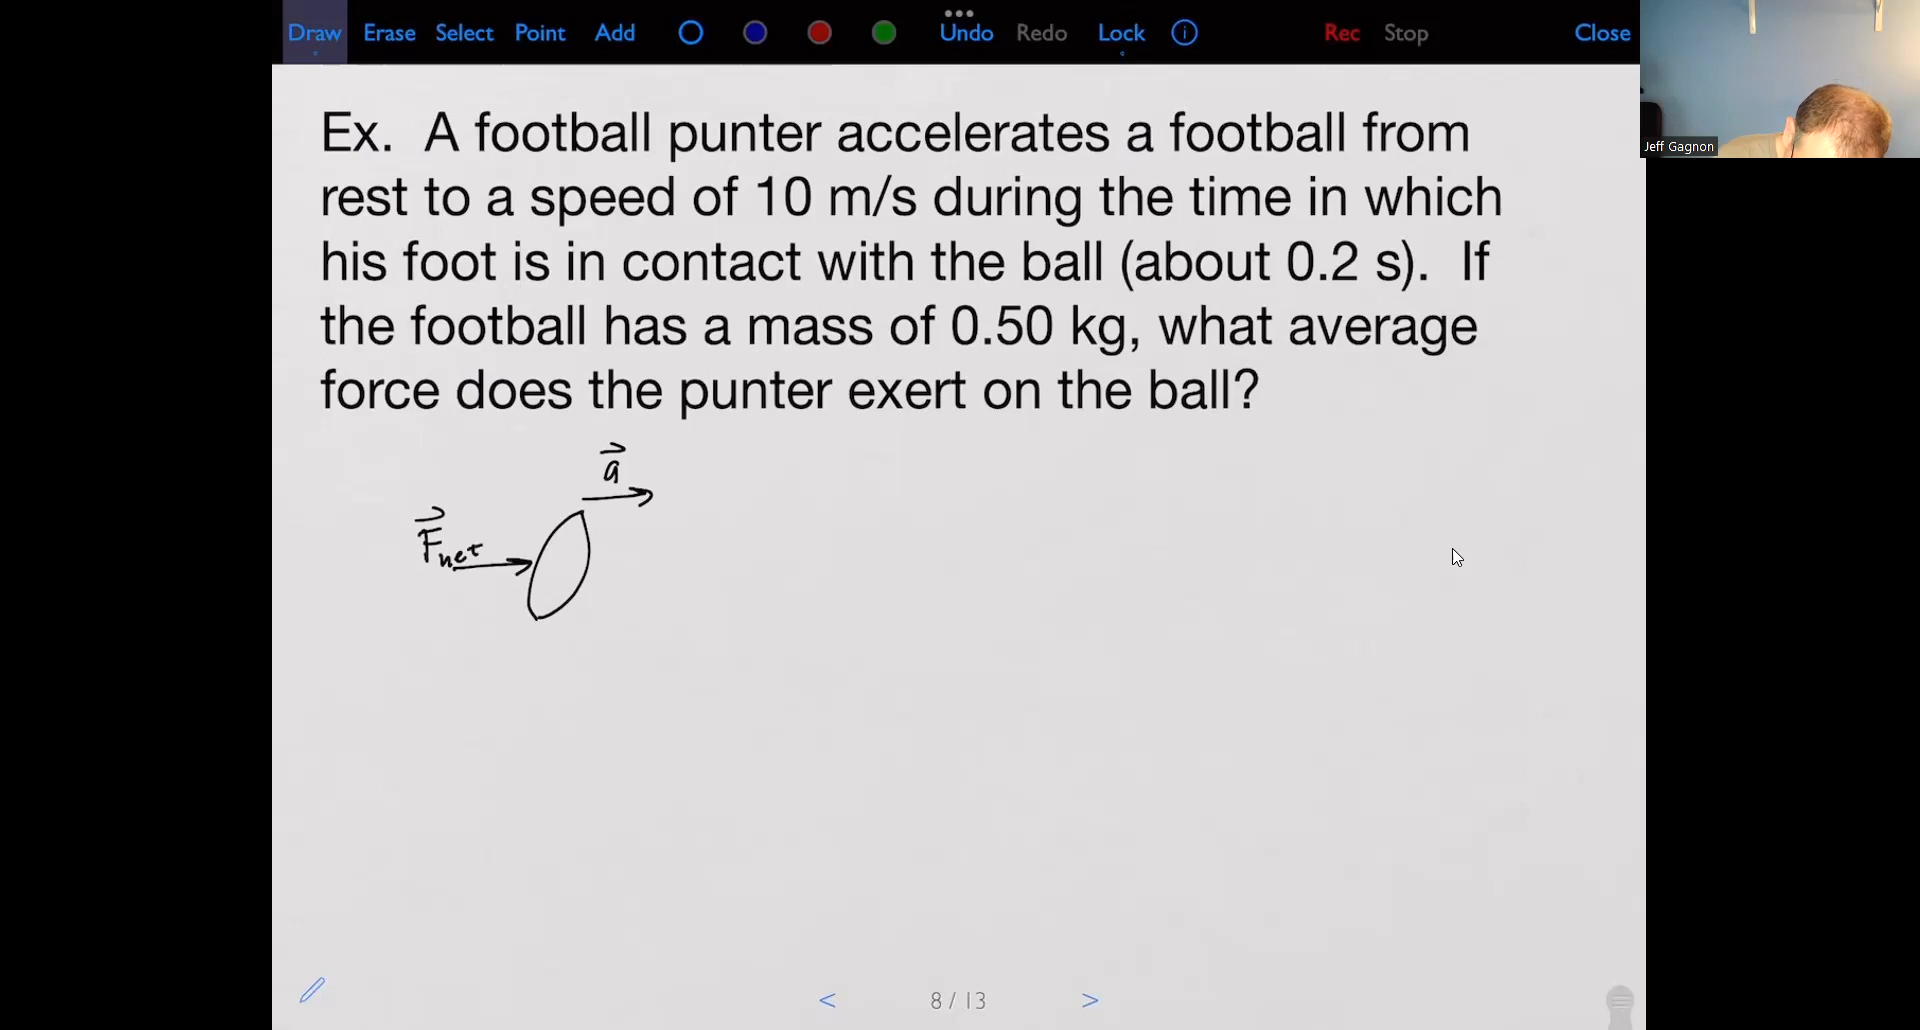 Draw Erase Select Point Add Undo Redo Lock Rec Stop Close
Jeff Gagnon
Ex. A football punter accelerates a football from
rest to a speed of 10 m/s during the time in which
his foot is in contact with the ball (about 0.2 s). If
the football has a mass of 0.50 kg, what average
force does the punter exert on the ball?
a
Fnet
< 8 / 13 >